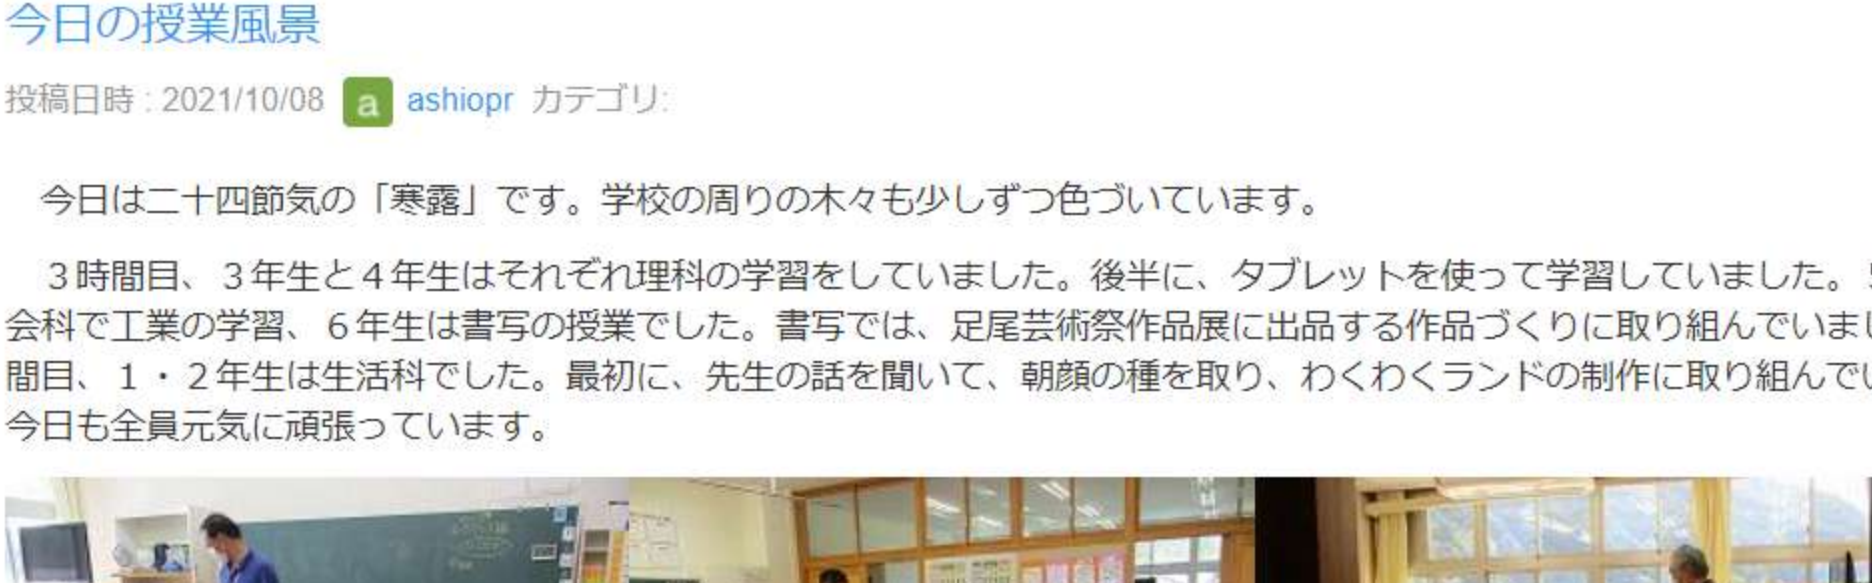 今日の授業風景
投稿日時 : 2021/10/08 a ashiopr カテゴリ:
今日は二十四節気の「寒露」です。学校の周りの木々も少しずつ色づいています。
３時間目、３年生と４年生はそれぞれ理科の学習をしていました。後半に、タブレットを使って学習していました。
会科で工業の学習、６年生は書写の授業でした。書写では、足尾芸術祭作品展に出品する作品づくりに取り組んでいまし
間目、１・２年生は生活科でした。最初に、先生の話を聞いて、朝顔の種を取り、わくわくランドの制作に取り組んでい
今日も全員元気に頑張っています。